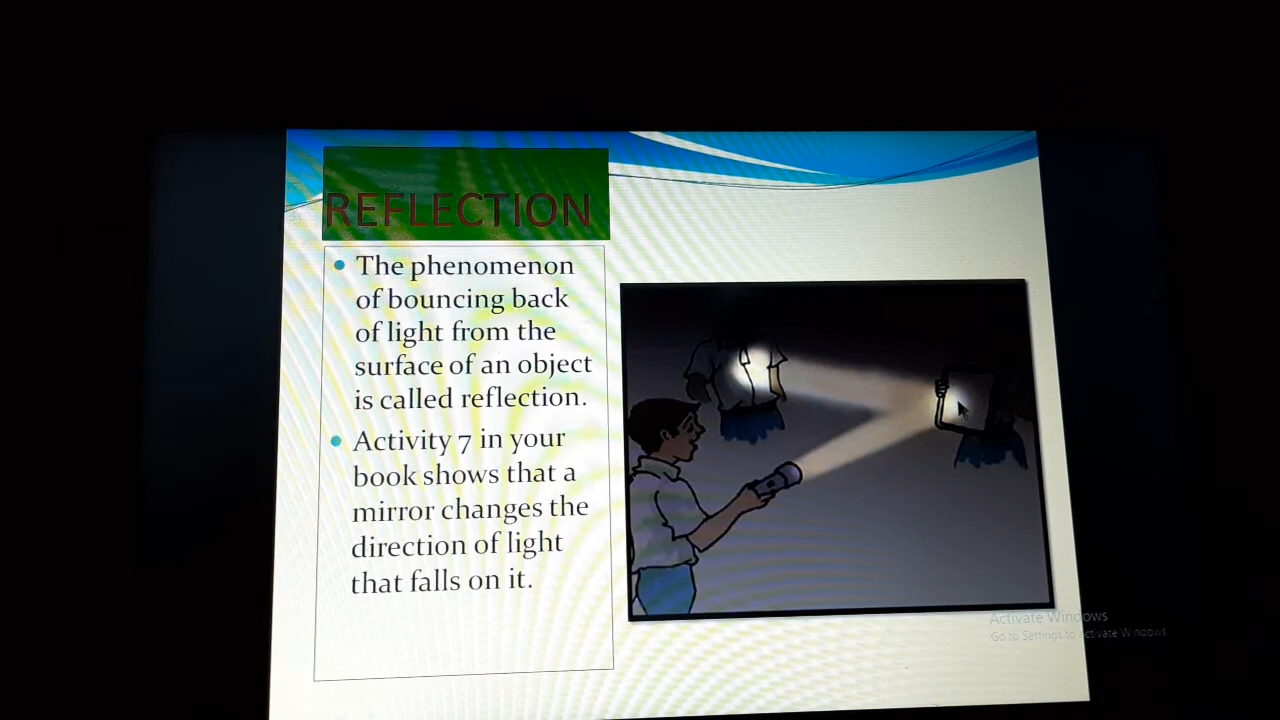 REFLECTION
The phenomenon
of bouncing back
of light from the
surface of an object
is called reflection.
Activity 7 in your
book shows that a
mirror changes the
direction of light
that falls on it.
Activate Windows
Go to Settings to activate Windows